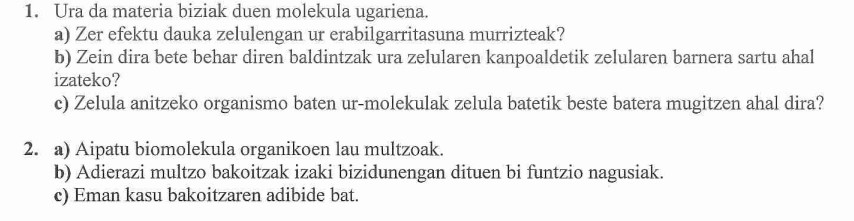 1. Ura da materia biziak duen molekula ugariena.
a) Zer efektu dauka zelulengan ur erabilgarritasuna murrizteak?
b) Zein dira bete behar diren baldintzak ura zelularen kanpoaldetik zelularen barnera sartu ahal
izateko?
c) Zelula anitzeko organismo baten ur-molekulak zelula batetik beste batera mugitzen ahal dira?
2. a) Aipatu biomolekula organikoen lau multzoak.
b) Adierazi multzo bakoitzak izaki bizidunengan dituen bi funtzio nagusiak.
c) Eman kasu bakoitzaren adibide bat.